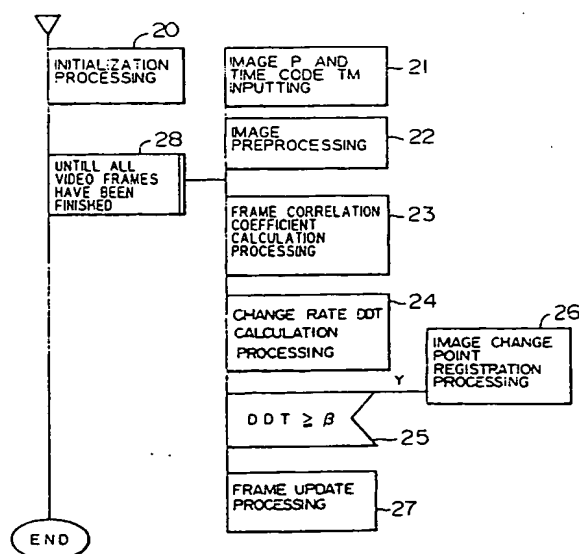 20
INITIALIZATION
PROCESSING
28
UNTILL ALL
VIDEO FRAMES
HAVE BEEN
FINISHED
END
IMAGE P AND
TIME CODE TM
INPUTTING
21
IMAGE
PREPROCESSING
22
FRAME CORRELATION
COEFFICIENT
CALCULATION
PROCESSING
23
CHANGE RATE DDT
CALCULATION
PROCESSING
24
DDT ≧ β
25
Y
26
IMAGE CHANGE
POINT
REGISTRATION
PROCESSING
FRAME UPDATE
PROCESSING
27